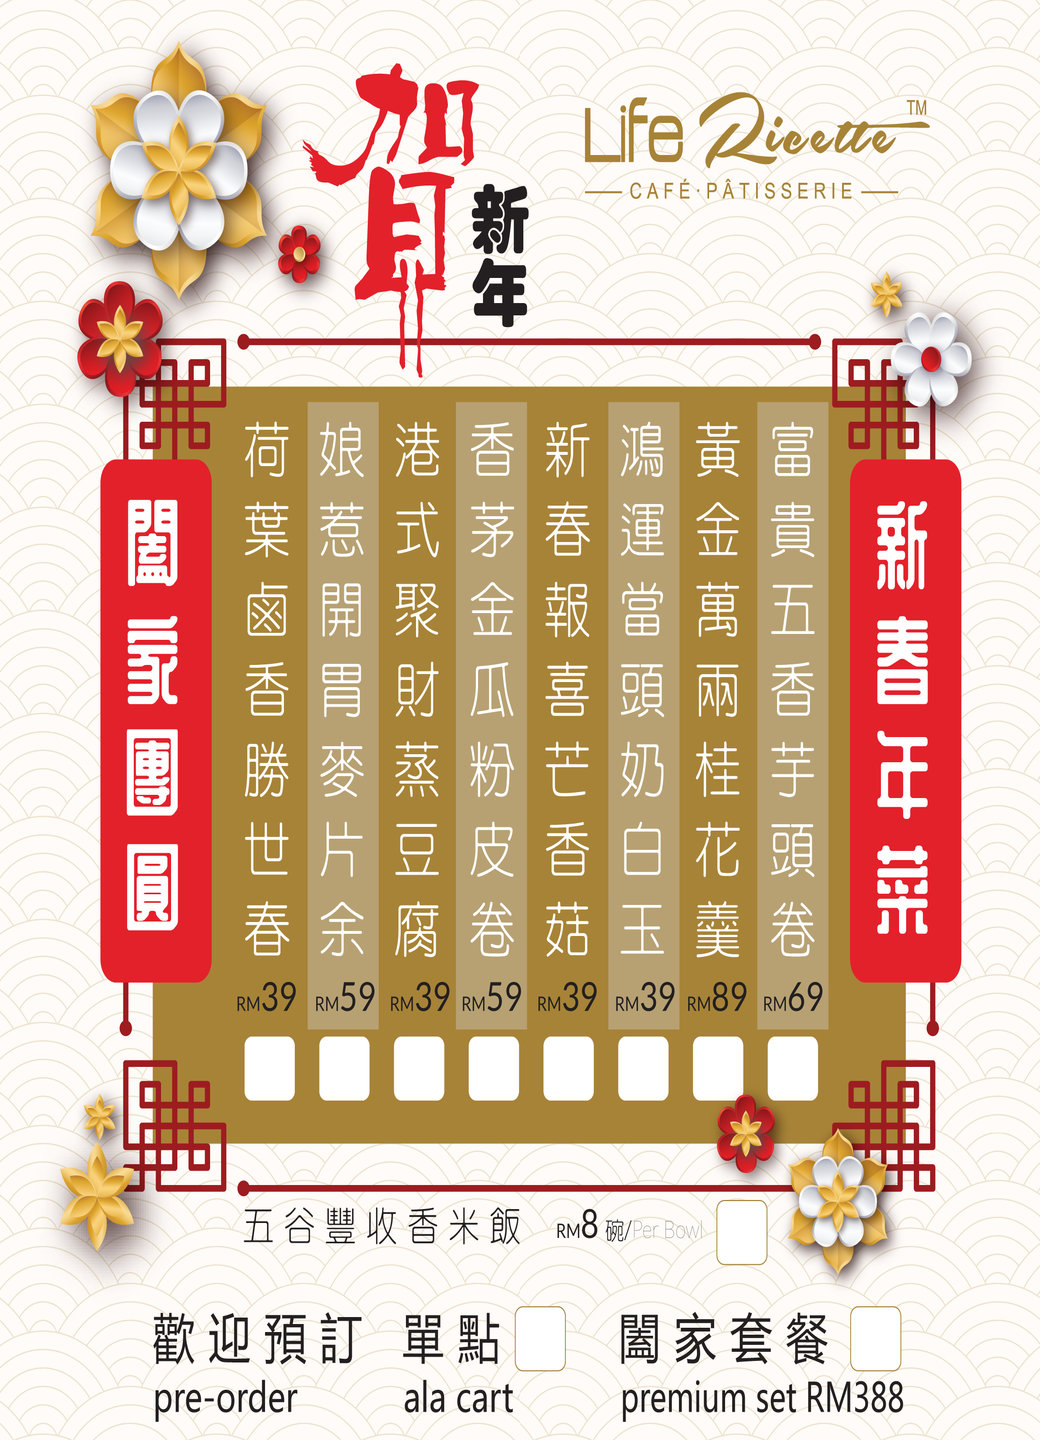 賀
新年
Life Ricette™
CAFÉ·PÂTISSERIE
新春年菜
富貴五香芋頭卷
RM69
黃金萬兩桂花羹
RM89
鴻運當頭奶白玉
RM39
新春報喜芒香菇
RM39
香茅金瓜粉皮卷
RM59
港式聚財蒸豆腐
RM39
娘惹開胃麥片余
RM59
荷葉鹵香勝世春
RM39
闔家團圓
五谷豐收香米飯 RM8 碗/Per Bowl
歡迎預訂 單點 闔家套餐
pre-order ala cart premium set RM388